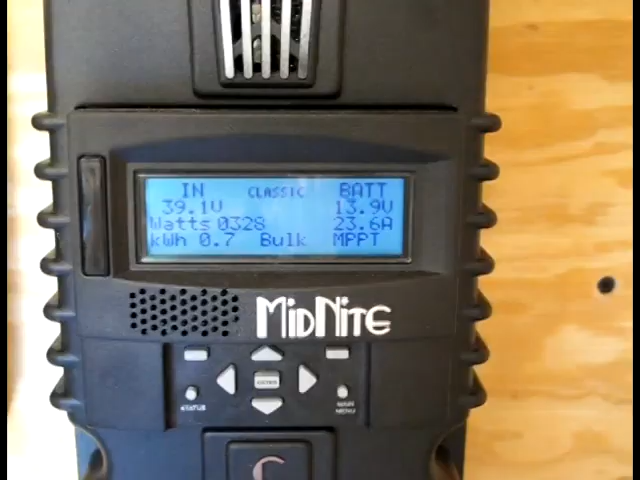 IN CLASSIC BATT
39.1V 13.9V
Watts 0328 23.6A
kWh 0.7 Bulk MPPT
MIDNITE
ENTER
STATUS
MAIN
MENU
C